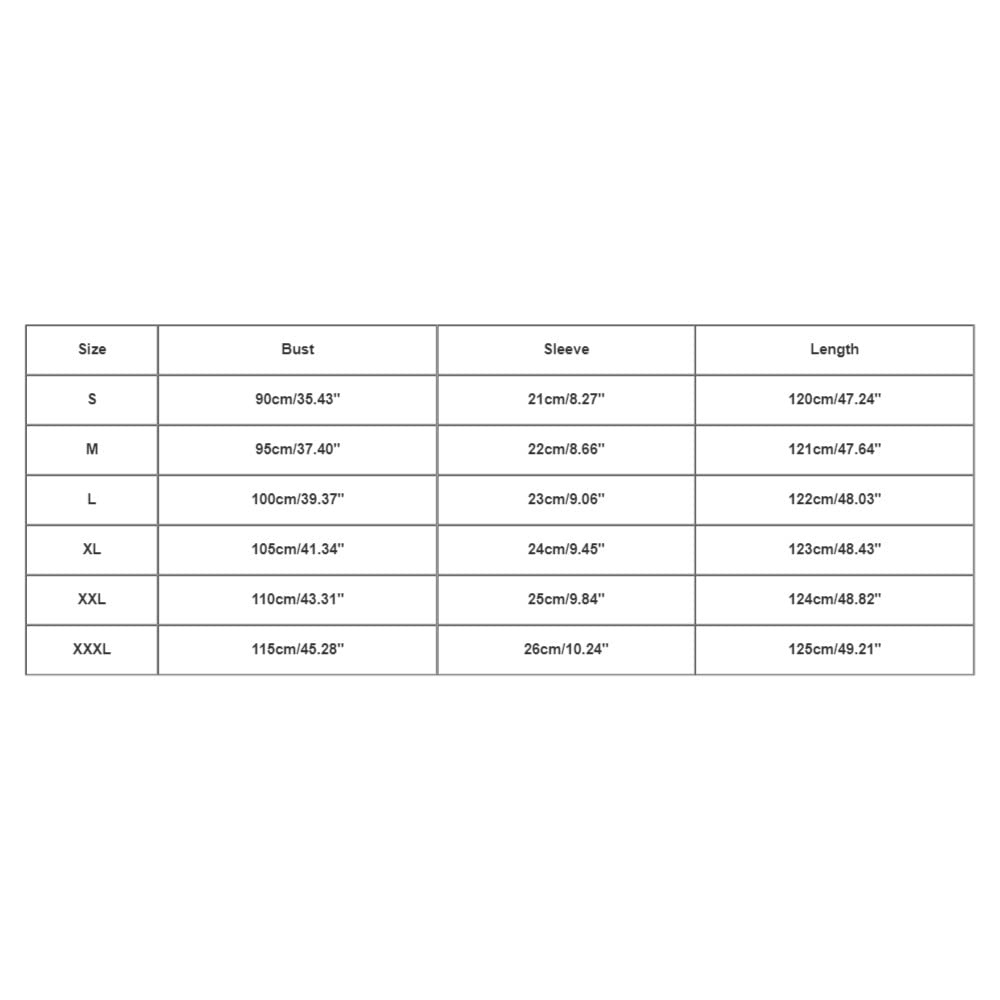 Size Bust Sleeve Length
S 90cm/35.43" 21cm/8.27" 120cm/47.24"
M 95cm/37.40" 22cm/8.66" 121cm/47.64"
L 100cm/39.37" 23cm/9.06" 122cm/48.03"
XL 105cm/41.34" 24cm/9.45" 123cm/48.43"
XXL 110cm/43.31" 25cm/9.84" 124cm/48.82"
XXXL 115cm/45.28" 26cm/10.24" 125cm/49.21"